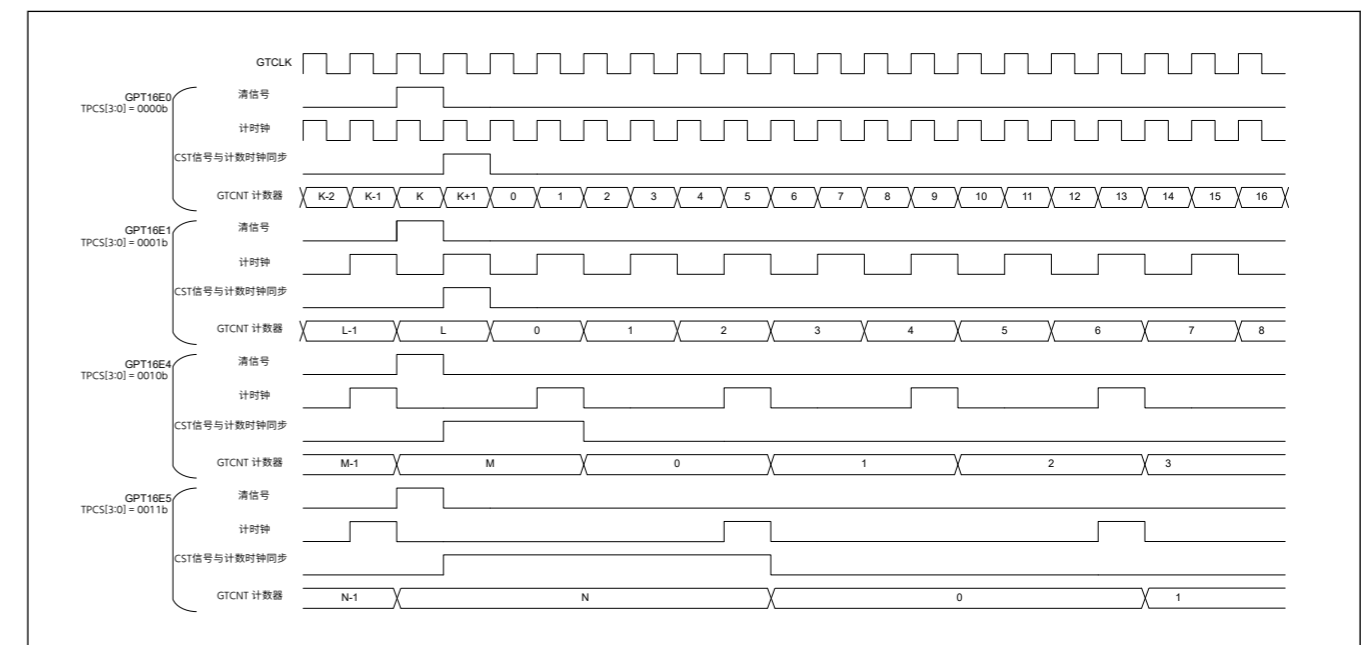 GTCLK
GPT16E0
TPCS[3:0] = 0000b
清信号
计时钟
CST信号与计数时钟同步
GTCNT 计数器 K-2 K-1 K K+1 0 1 2 3 4 5 6 7 8 9 10 11 12 13 14 15 16
GPT16E1
TPCS[3:0] = 0001b
清信号
计时钟
CST信号与计数时钟同步
GTCNT 计数器 L-1 L 0 1 2 3 4 5 6 7 8
GPT16E4
TPCS[3:0] = 0010b
清信号
计时钟
CST信号与计数时钟同步
GTCNT 计数器 M-1 M 0 1 2 3
GPT16E5
TPCS[3:0] = 0011b
清信号
计时钟
CST信号与计数时钟同步
GTCNT 计数器 N-1 N 0 1